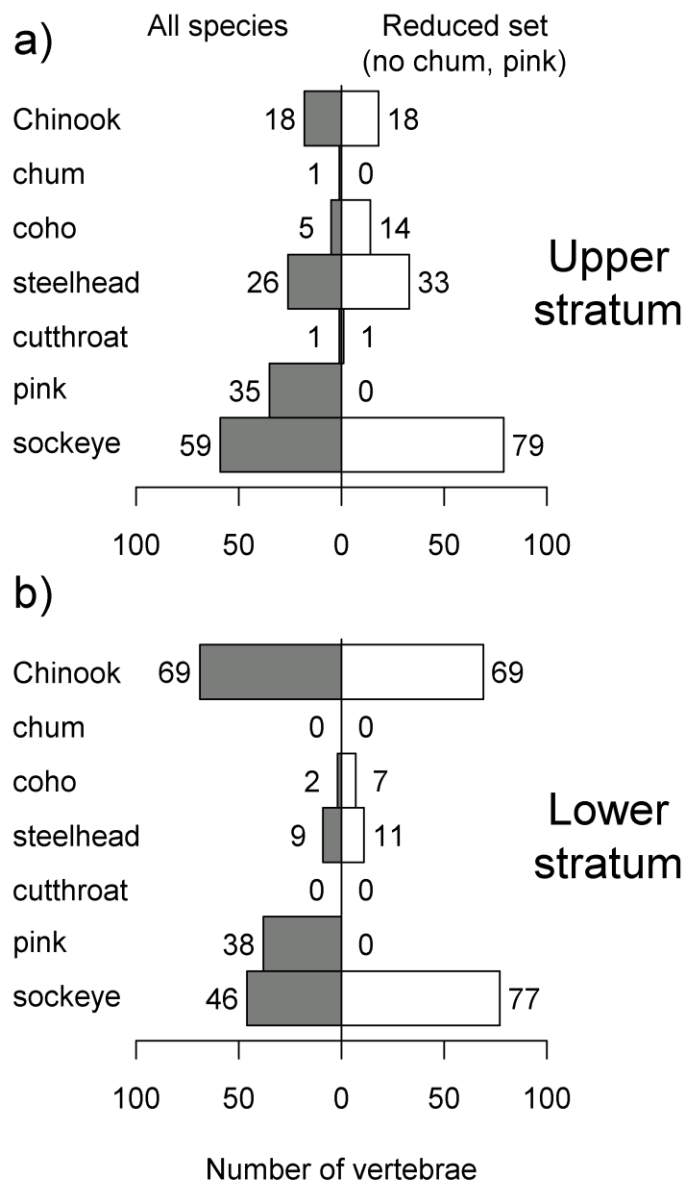 a)
All species
Reduced set
(no chum, pink)
Chinook 18 18
chum 1 0
coho 5 14
steelhead 26 33
cutthroat 1 1
pink 35 0
sockeye 59 79
Upper
stratum
100 50 0 50 100
b)
Chinook 69 69
chum 0 0
coho 2 7
steelhead 9 11
cutthroat 0 0
pink 38 0
sockeye 46 77
Lower
stratum
100 50 0 50 100
Number of vertebrae